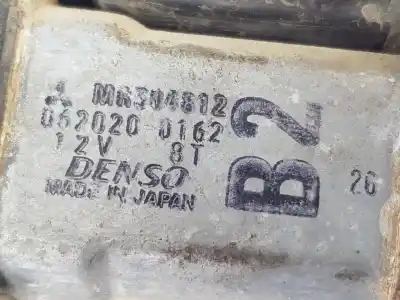 MR304812
062020 0162
12V 8T
DENSO
MADE IN JAPAN
B2
26